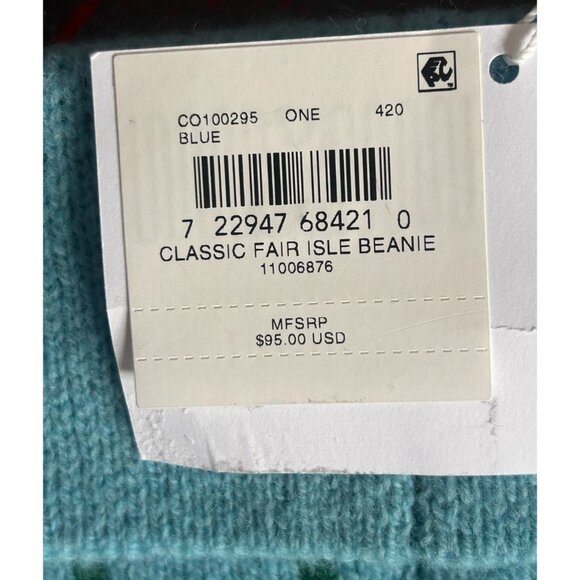 CO100295 ONE 420
BLUE
7 22947 68421 0
CLASSIC FAIR ISLE BEANIE
11006876
MFSRP
$95.00 USD